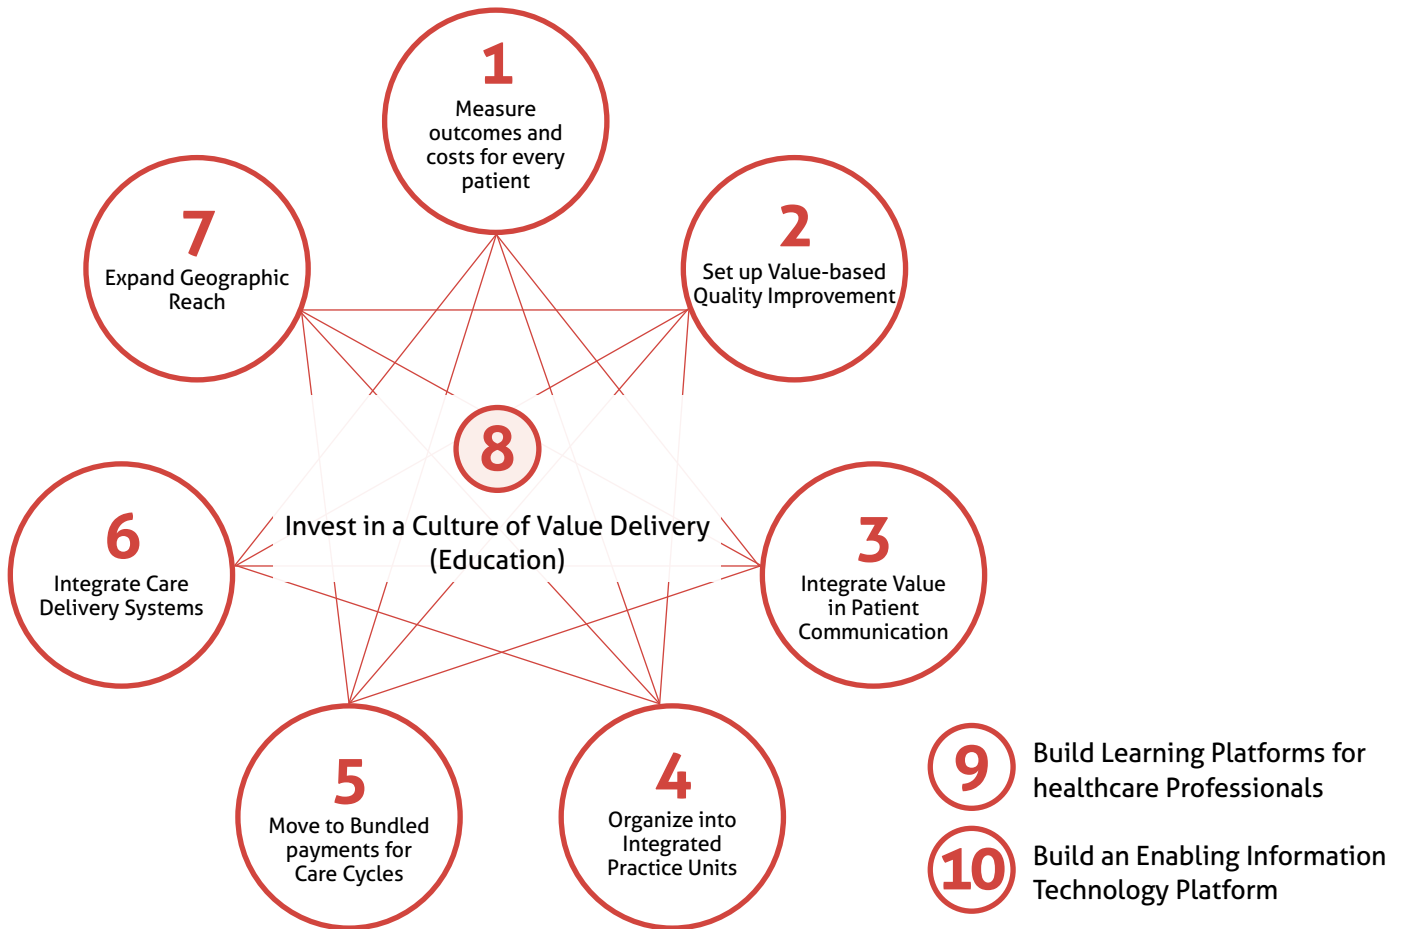 1
Measure
outcomes and
costs for every
patient
2
Set up Value-based
Quality Improvement
3
Integrate Value
in Patient
Communication
4
Organize into
Integrated
Practice Units
5
Move to Bundled
payments for
Care Cycles
6
Integrate Care
Delivery Systems
7
Expand Geographic
Reach
8
Invest in a Culture of Value Delivery
(Education)
9
Build Learning Platforms for
healthcare Professionals
10
Build an Enabling Information
Technology Platform